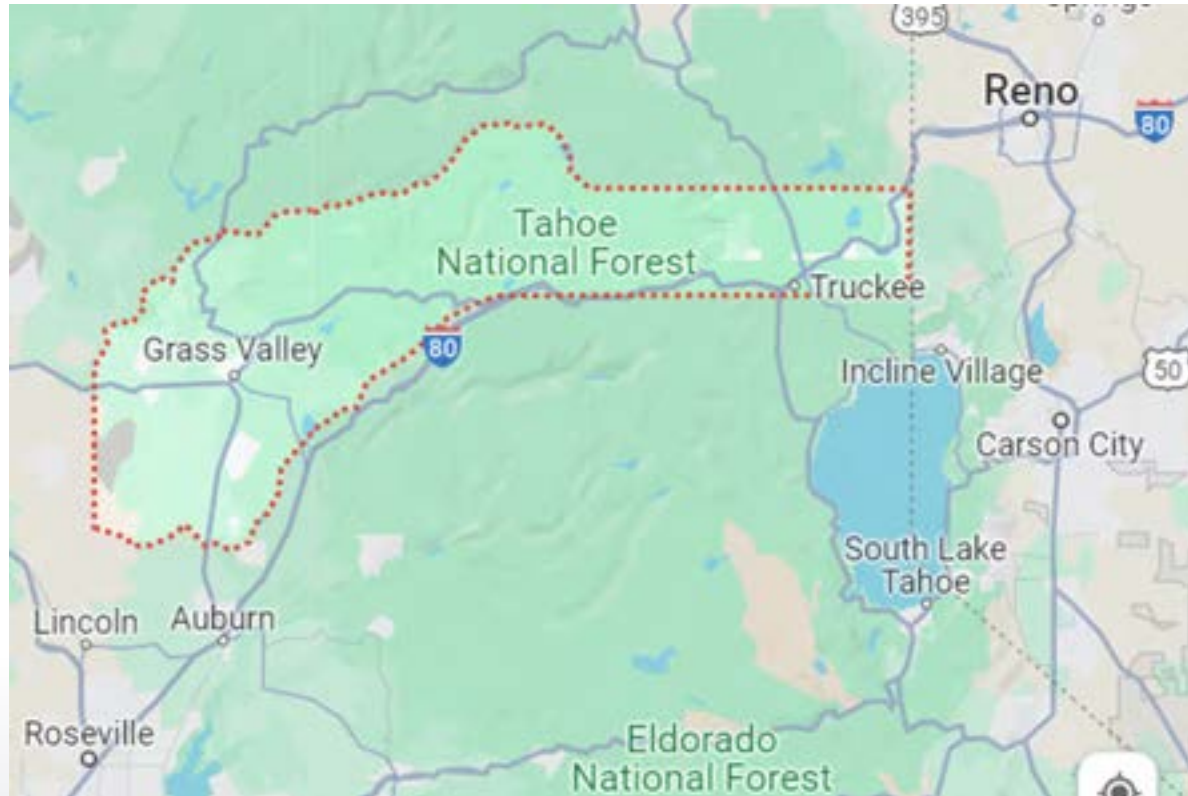 395
Reno
80
Tahoe
National Forest
Truckee
80
Grass Valley
Incline Village
50
Carson City
South Lake
Tahoe
Lincoln
Auburn
Roseville
Eldorado
National Forest